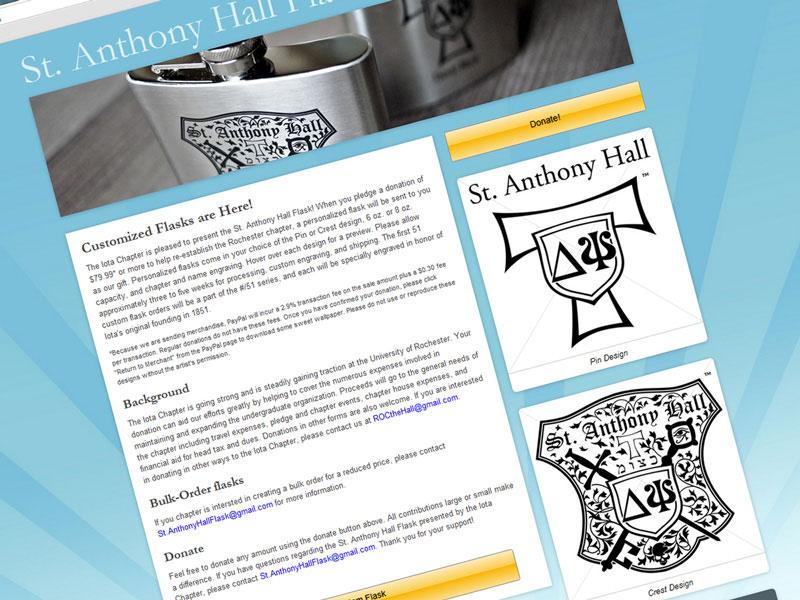 St. Anthony Hall
St. Anthony Hall
Donate!
Customized Flasks are Here!
The Iota Chapter is pleased to present the St. Anthony Hall Flask! When you pledge a donation of
$79.99* or more to help re-establish the Rochester chapter, a personalized flask will be sent to you
as our gift. Personalized flasks come in your choice of the Pin or Crest design, 6 oz. or 8 oz.
capacity, and chapter and name engraving. Hover over each design for a preview. Please allow
approximately three to five weeks for processing, custom engraving, and shipping. The first 51
custom flask orders will be a part of the #/51 series, and each will be specially engraved in honor of
Iota's original founding in 1851.
*Because we are sending merchandise, PayPal will incur a 2.9% transaction fee on the sale amount plus a $0.30 fee
per transaction. Regular donations do not have these fees. Once you have confirmed your donation, please click
"Return to Merchant" from the PayPal page to download some sweet wallpaper. Please do not use or reproduce these
designs without the artist's permission.
Background
The Iota Chapter is going strong and is steadily gaining traction at the University of Rochester. Your
donation can aid our efforts greatly by helping to cover the numerous expenses involved in
maintaining and expanding the undergraduate organization. Proceeds will go to the general needs of
the chapter including travel expenses, pledge and chapter events, chapter house expenses, and
financial aid for head tax and dues. Donations in other forms are also welcome. If you are interested
in donating in other ways to the Iota Chapter, please contact us at ROCtheHall@gmail.com.
Bulk-Order flasks
If you chapter is intersted in creating a bulk order for a reduced price, please contact
St.AnthonyHallFlask@gmail.com for more information.
Donate
Feel free to donate any amount using the donate button above. All contributions large or small make
a difference. If you have questions regarding the St. Anthony Hall Flask presented by the Iota
Chapter, please contact St.AnthonyHallFlask@gmail.com. Thank you for your support!
Flask
St. Anthony Hall
™
ΔΨ
Pin Design
™
St. Anthony Hall
T
ΔΨ
Crest Design